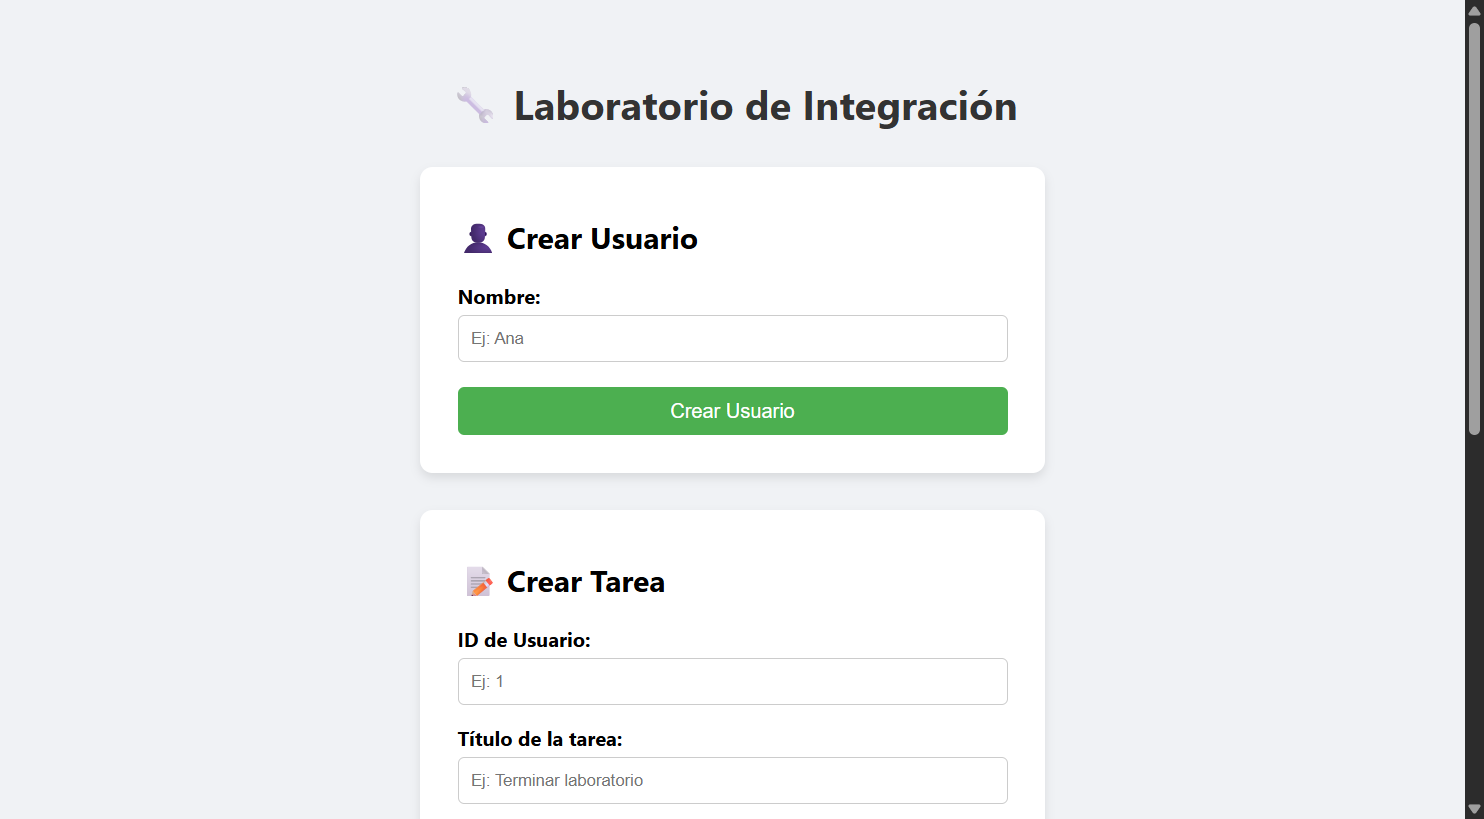 Laboratorio de Integración
Crear Usuario
Nombre:
Ej: Ana
Crear Usuario
Crear Tarea
ID de Usuario:
Ej: 1
Título de la tarea:
Ej: Terminar laboratorio